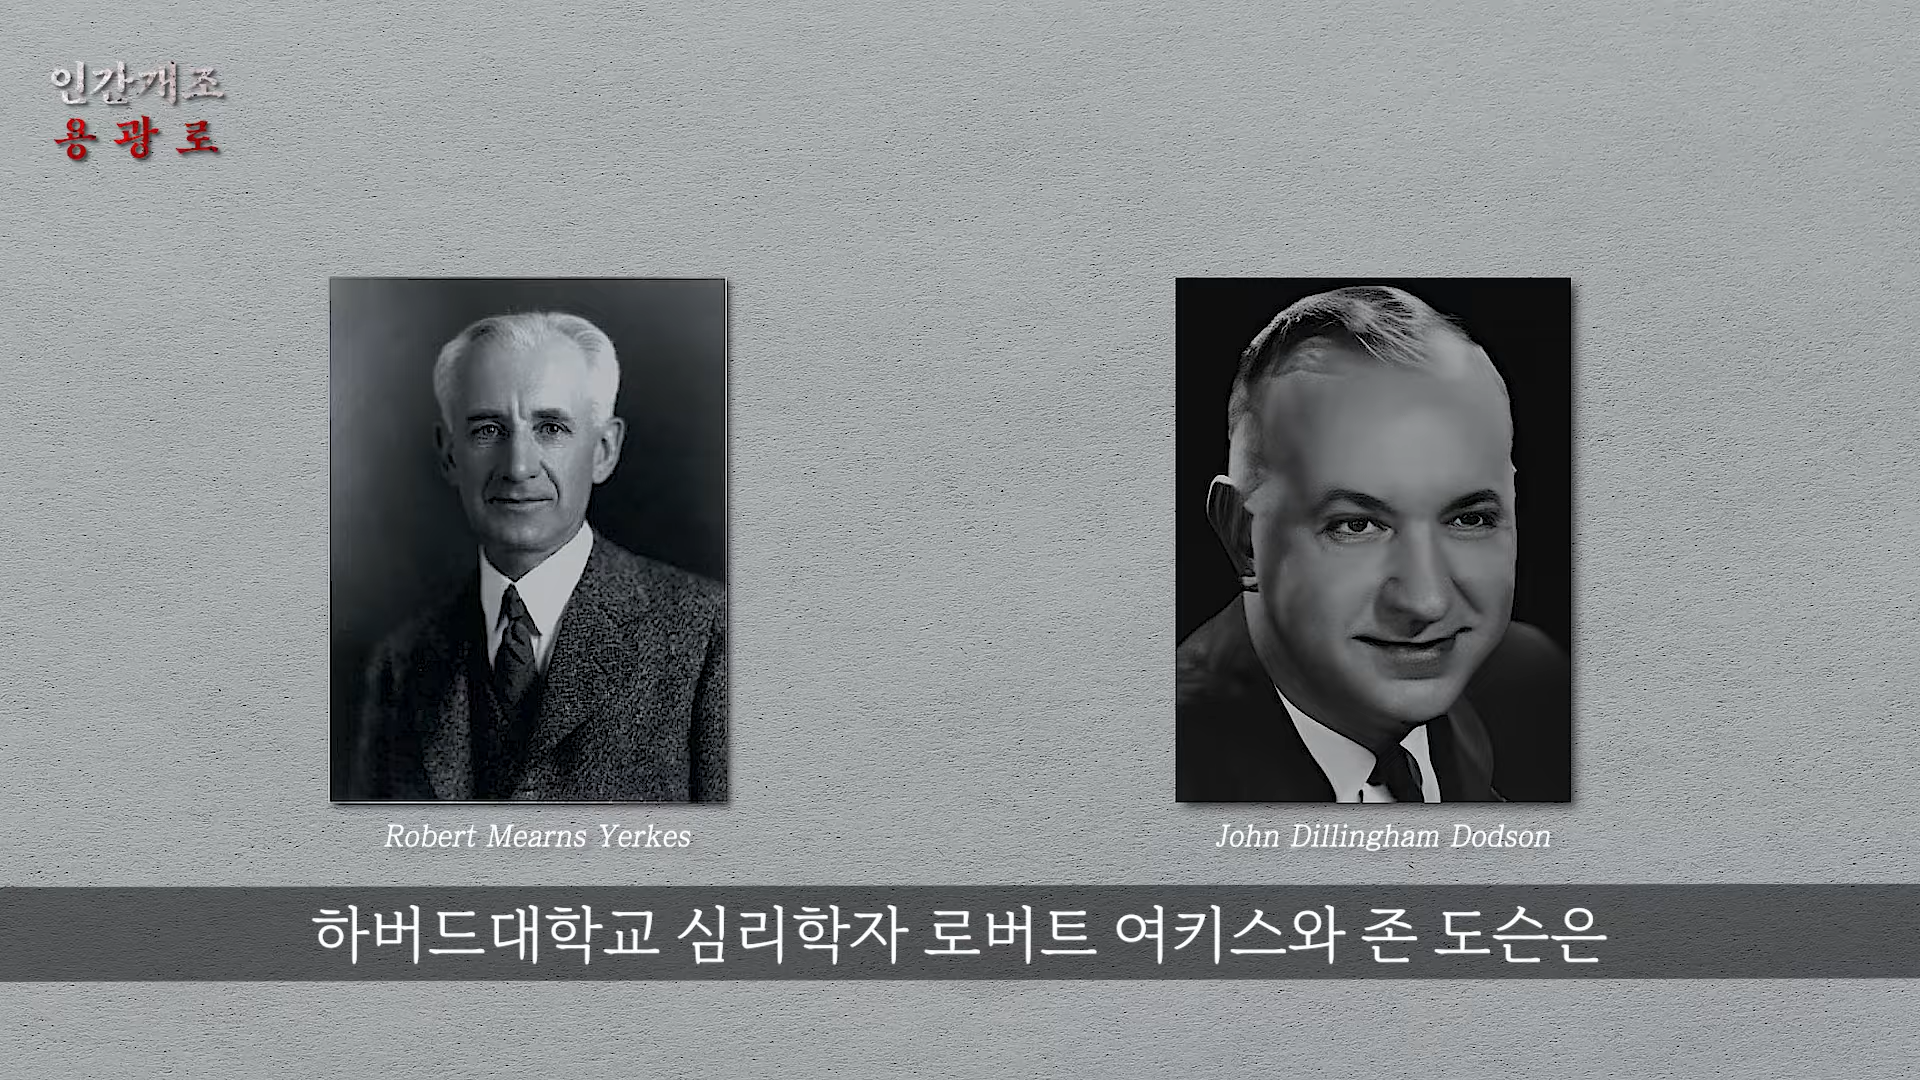 인간개조
용광로
Robert Mearns Yerkes
John Dillingham Dodson
하버드대학교 심리학자 로버트 여키스와 존 도슨은